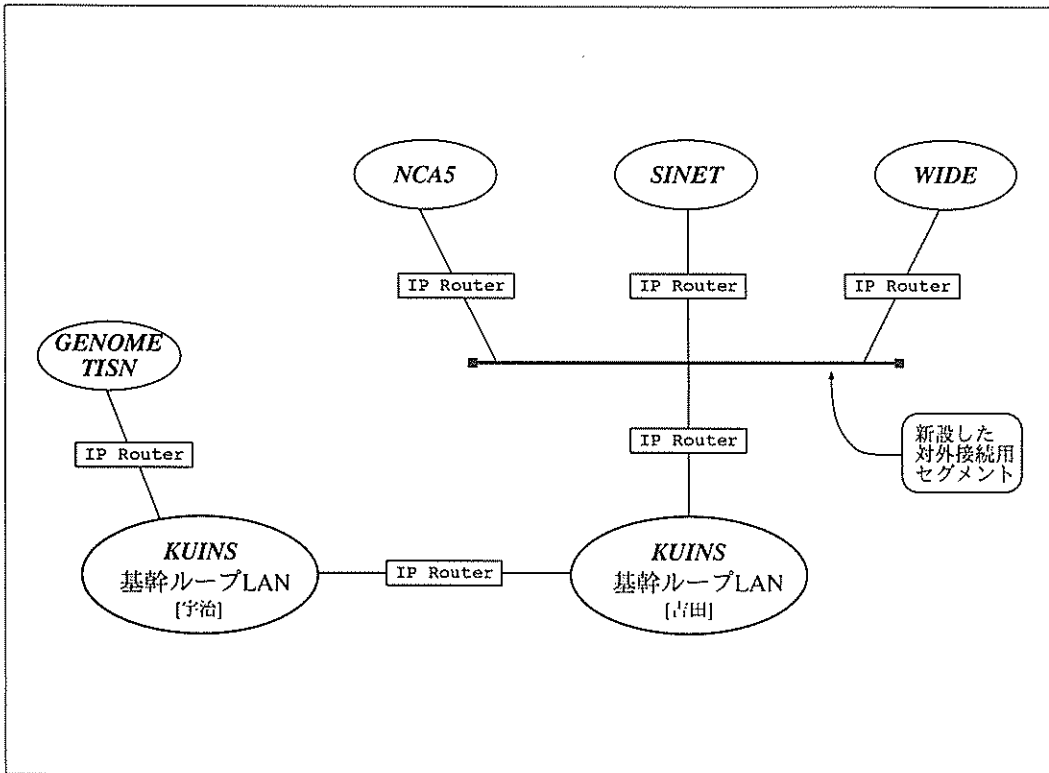 NCA5
SINET
WIDE
IP Router
IP Router
IP Router
GENOME
TISN
IP Router
IP Router
新設した
対外接続用
セグメント
KUINS
基幹ループLAN
[宇治]
IP Router
KUINS
基幹ループLAN
[吉田]